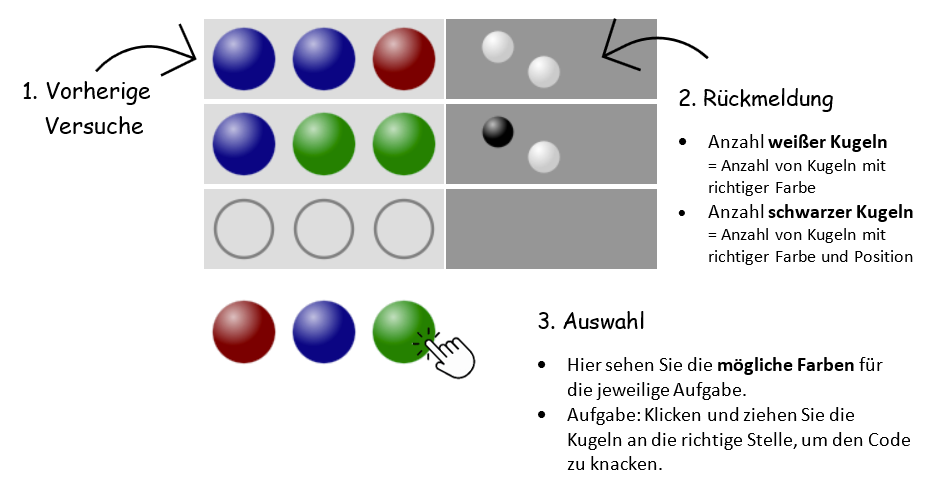 1. Vorherige
Versuche
2. Rückmeldung
• Anzahl weißer Kugeln
= Anzahl von Kugeln mit
richtiger Farbe
• Anzahl schwarzer Kugeln
= Anzahl von Kugeln mit
richtiger Farbe und Position
3. Auswahl
• Hier sehen Sie die mögliche Farben für
die jeweilige Aufgabe.
• Aufgabe: Klicken und ziehen Sie die
Kugeln an die richtige Stelle, um den Code
zu knacken.